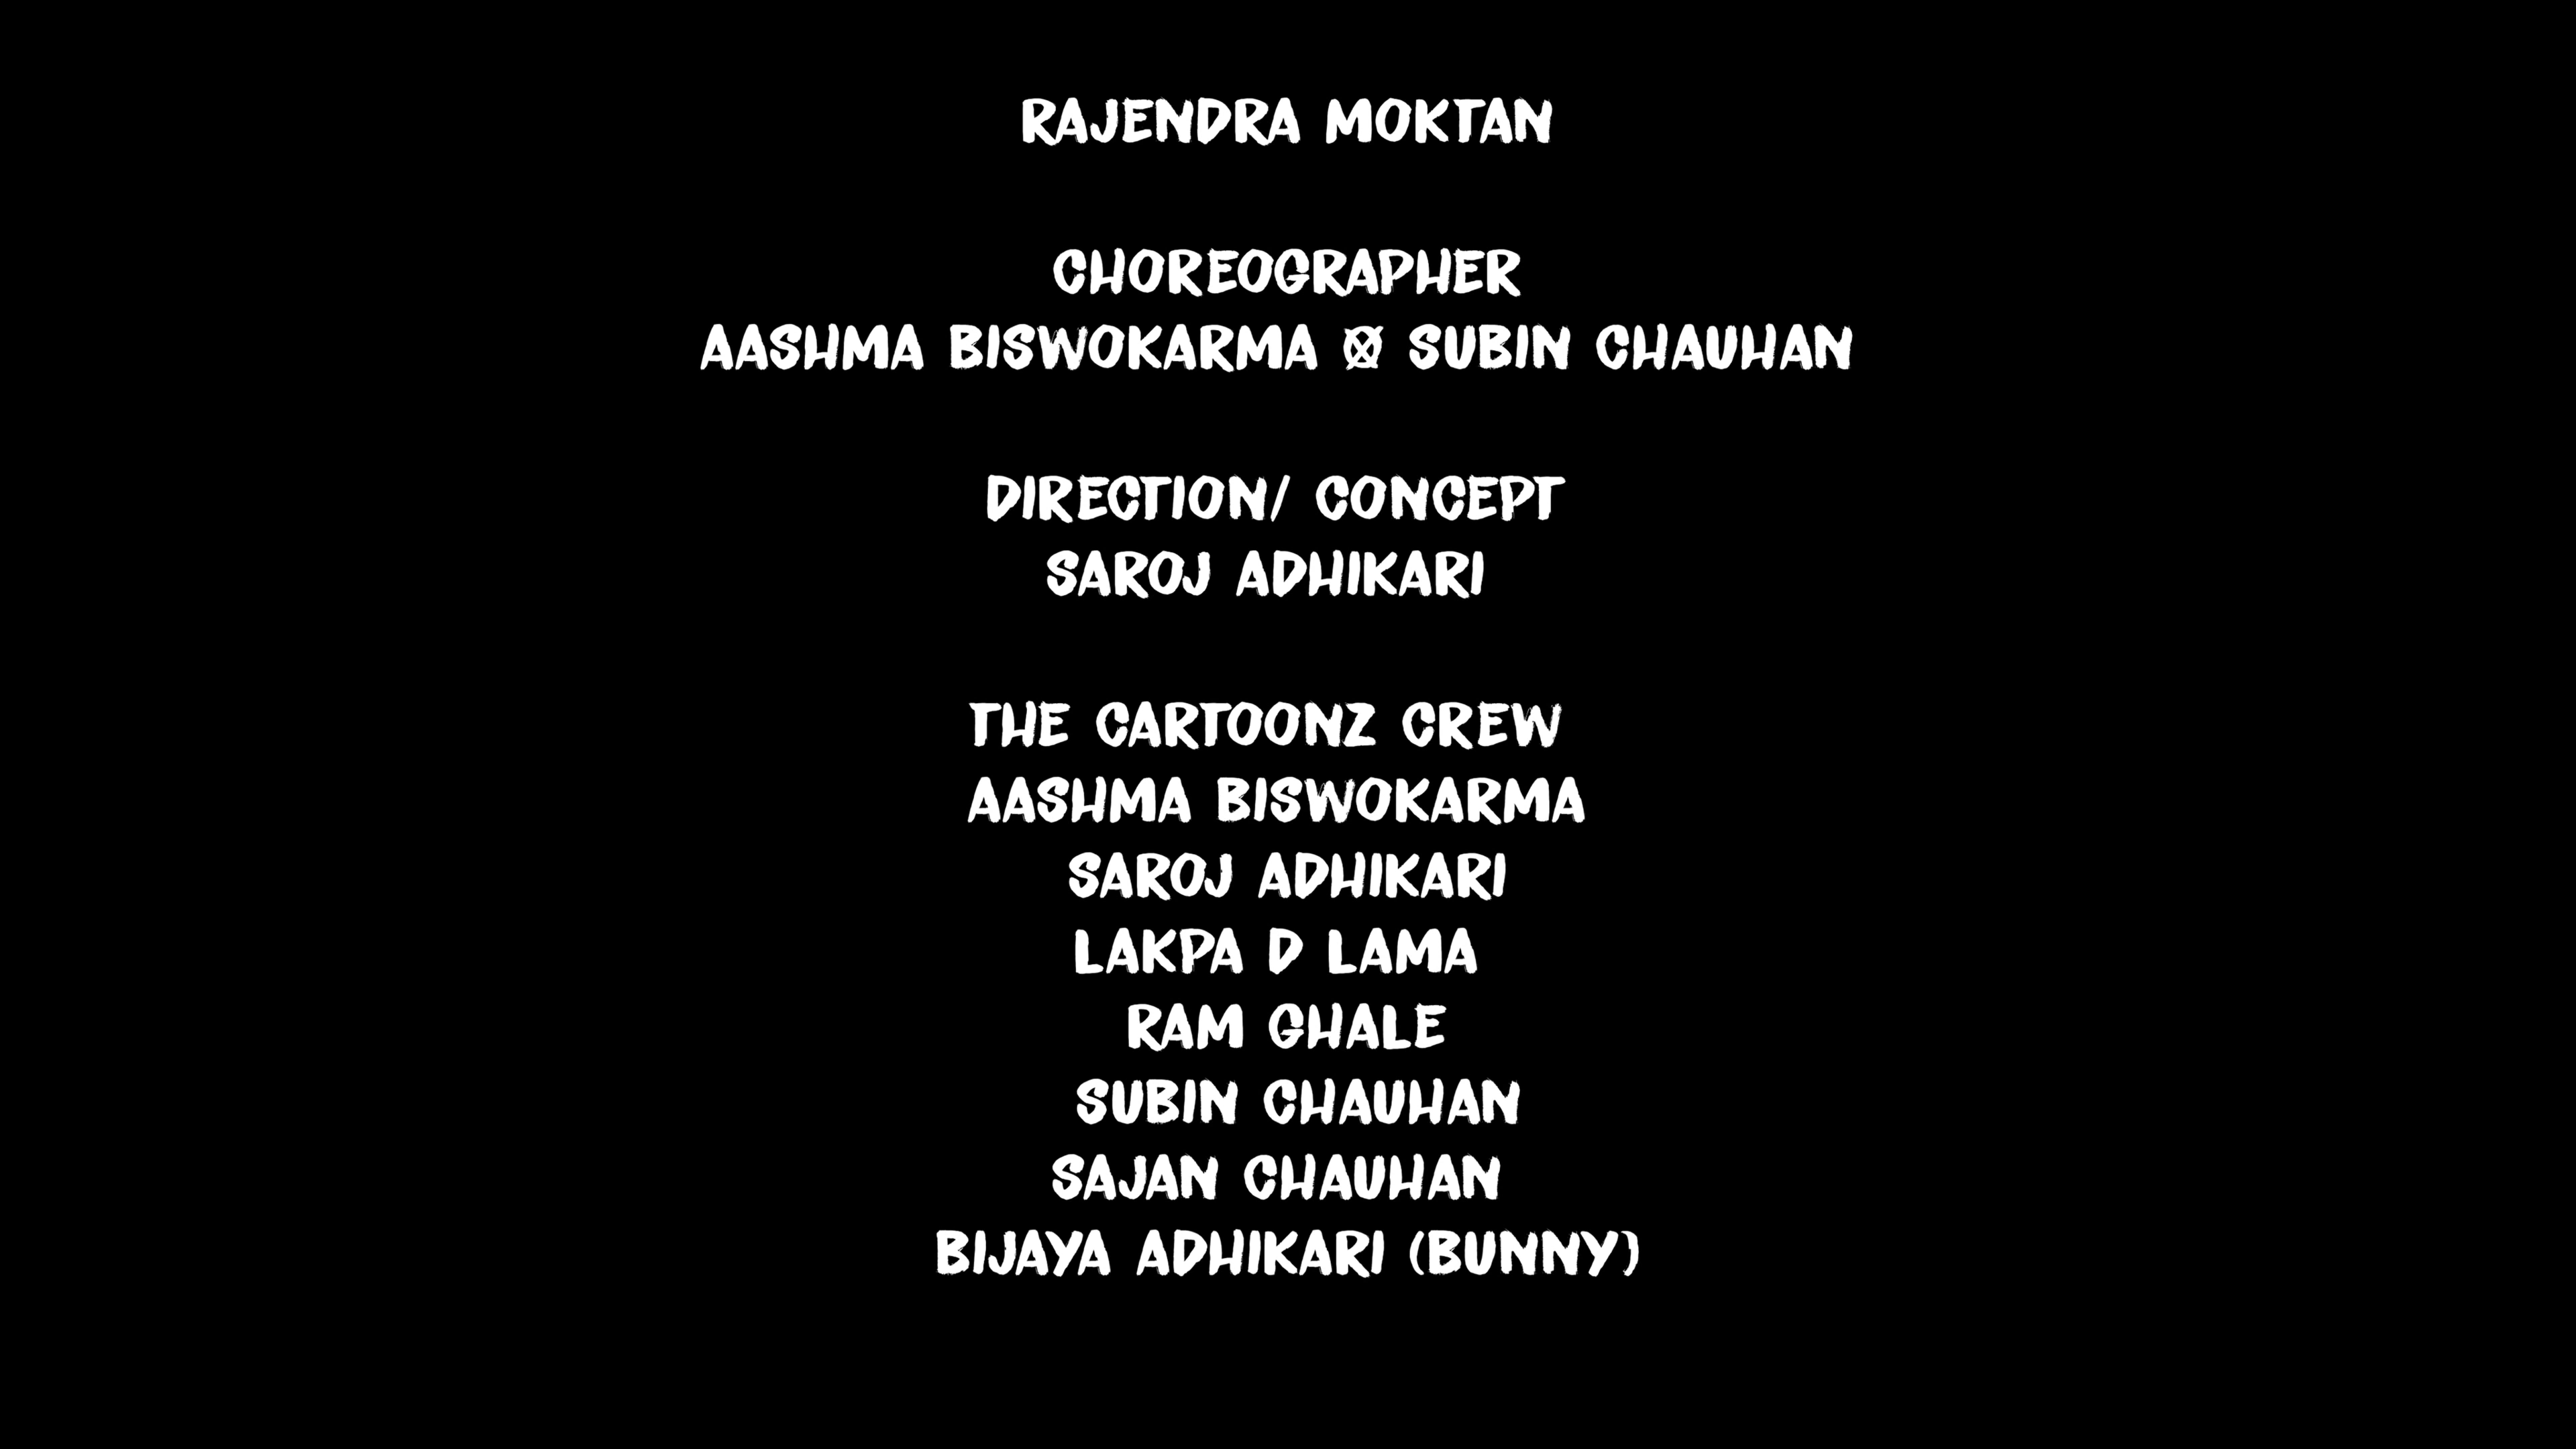 RAJENDRA MOKTAN
CHOREOGRAPHER
AASHMA BISWOKARMA & SUBIN CHAUHAN
DIRECTION/ CONCEPT
SAROJ ADHIKARI
THE CARTOONZ CREW
AASHMA BISWOKARMA
SAROJ ADHIKARI
LAKPA D LAMA
RAM GHALE
SUBIN CHAUHAN
SAJAN CHAUHAN
BIJAYA ADHIKARI (BUNNY)